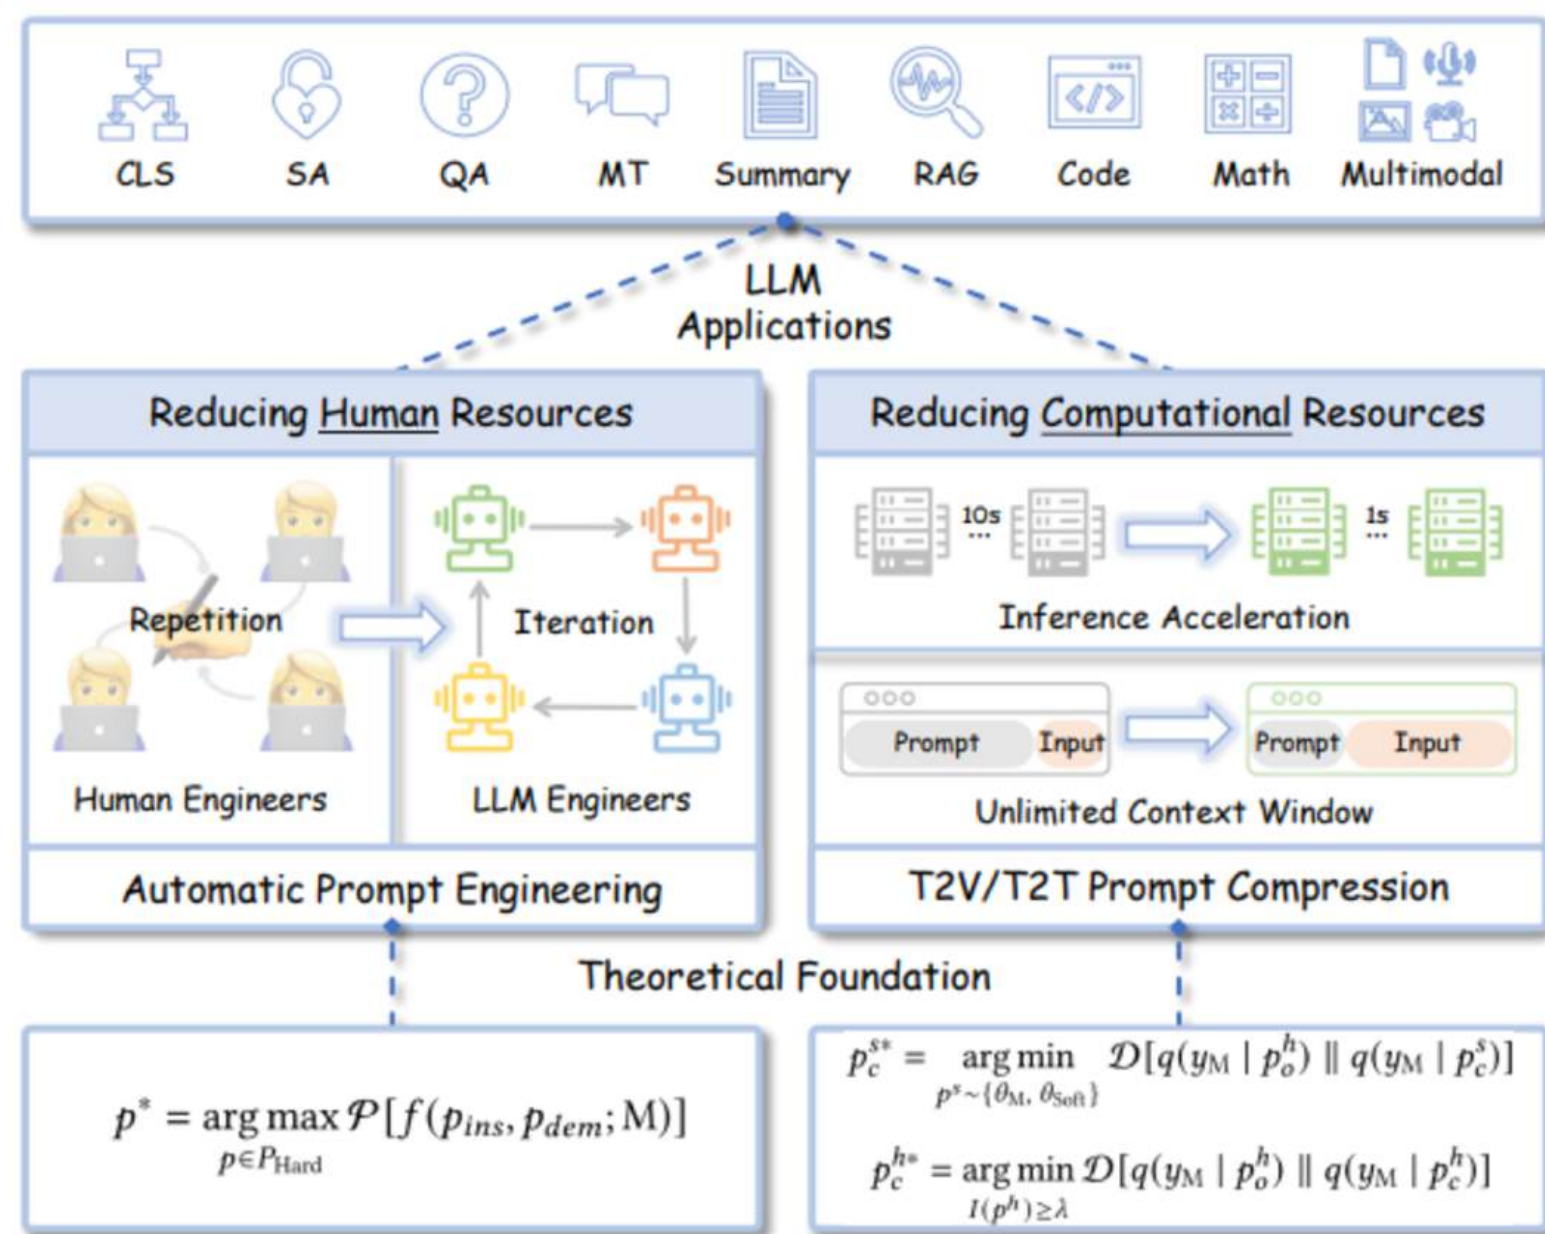 CLS SA QA MT Summary RAG Code Math Multimodal
LLM
Applications
Reducing Human Resources
Repetition
Iteration
Human Engineers
LLM Engineers
Automatic Prompt Engineering
Reducing Computational Resources
10s
...
1s
...
Inference Acceleration
Prompt Input
Prompt Input
Unlimited Context Window
T2V/T2T Prompt Compression
Theoretical Foundation
p* = arg max 𝒫[f(p_ins, p_dem; M)]
p∈P_Hard
p_c^{s*} = arg min 𝒟[q(y_M | p_o^h) ∥ q(y_M | p_c^s)]
p^s∼{θ_M, θ_Soft}
p_c^{h*} = arg min 𝒟[q(y_M | p_o^h) ∥ q(y_M | p_c^h)]
I(p^h)≥λ